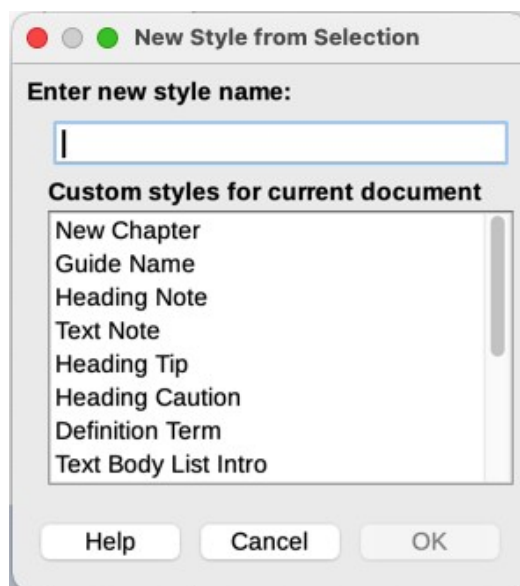 New Style from Selection
Enter new style name:
Custom styles for current document
New Chapter
Guide Name
Heading Note
Text Note
Heading Tip
Heading Caution
Definition Term
Text Body List Intro
Help Cancel OK